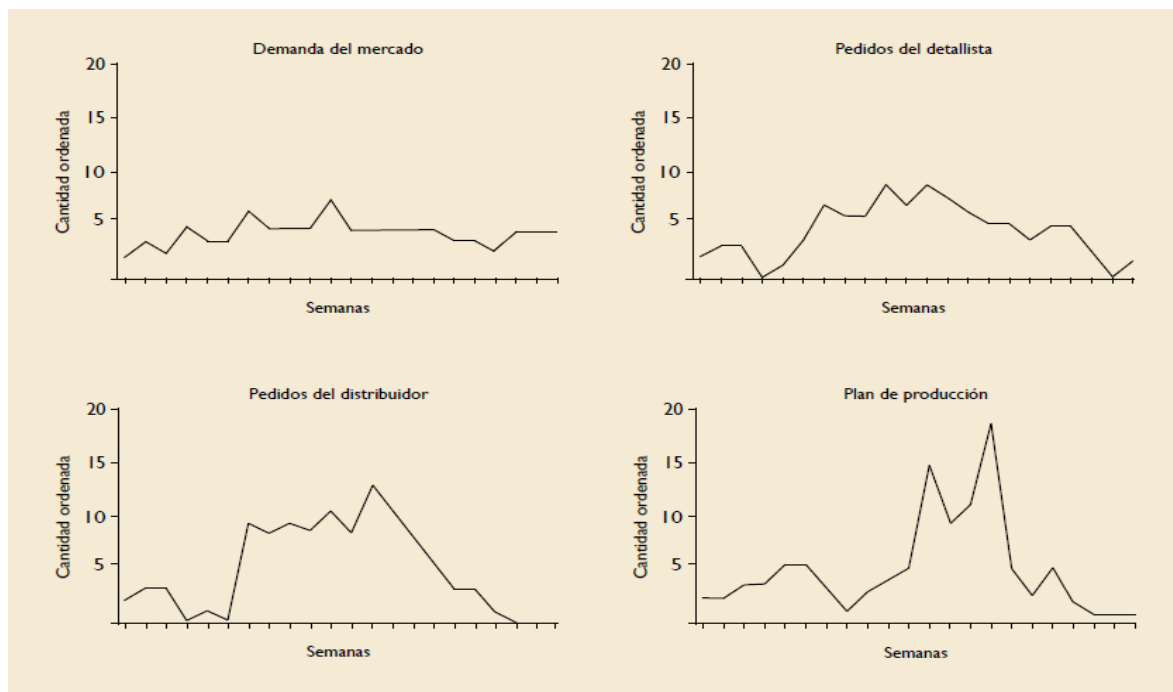 Demanda del mercado
20
15
10
5
Cantidad ordenada
Semanas
Pedidos del detallista
20
15
10
5
Cantidad ordenada
Semanas
Pedidos del distribuidor
20
15
10
5
Cantidad ordenada
Semanas
Plan de producción
20
15
10
5
Cantidad ordenada
Semanas